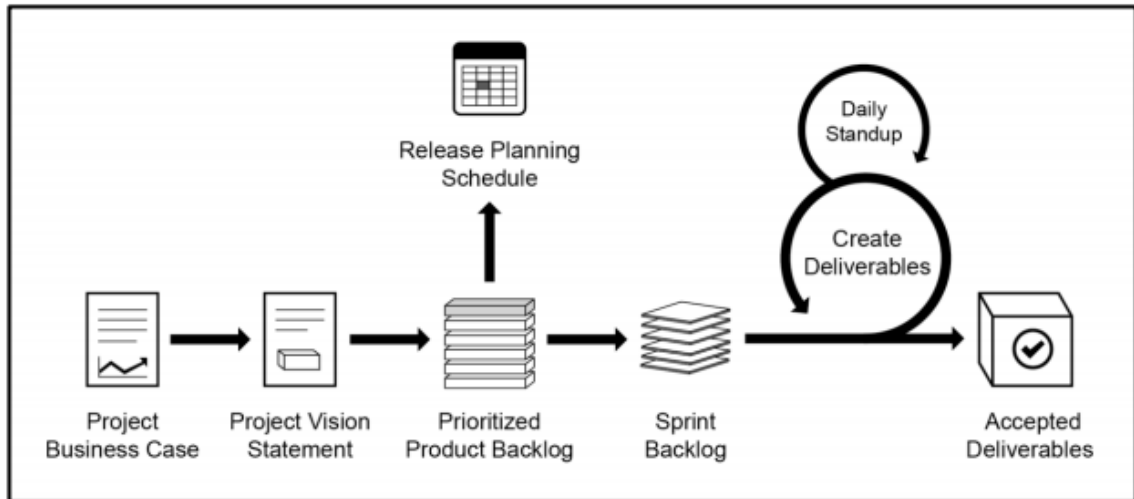 Release Planning
Schedule
Daily
Standup
Create
Deliverables
Project
Business Case
Project Vision
Statement
Prioritized
Product Backlog
Sprint
Backlog
Accepted
Deliverables